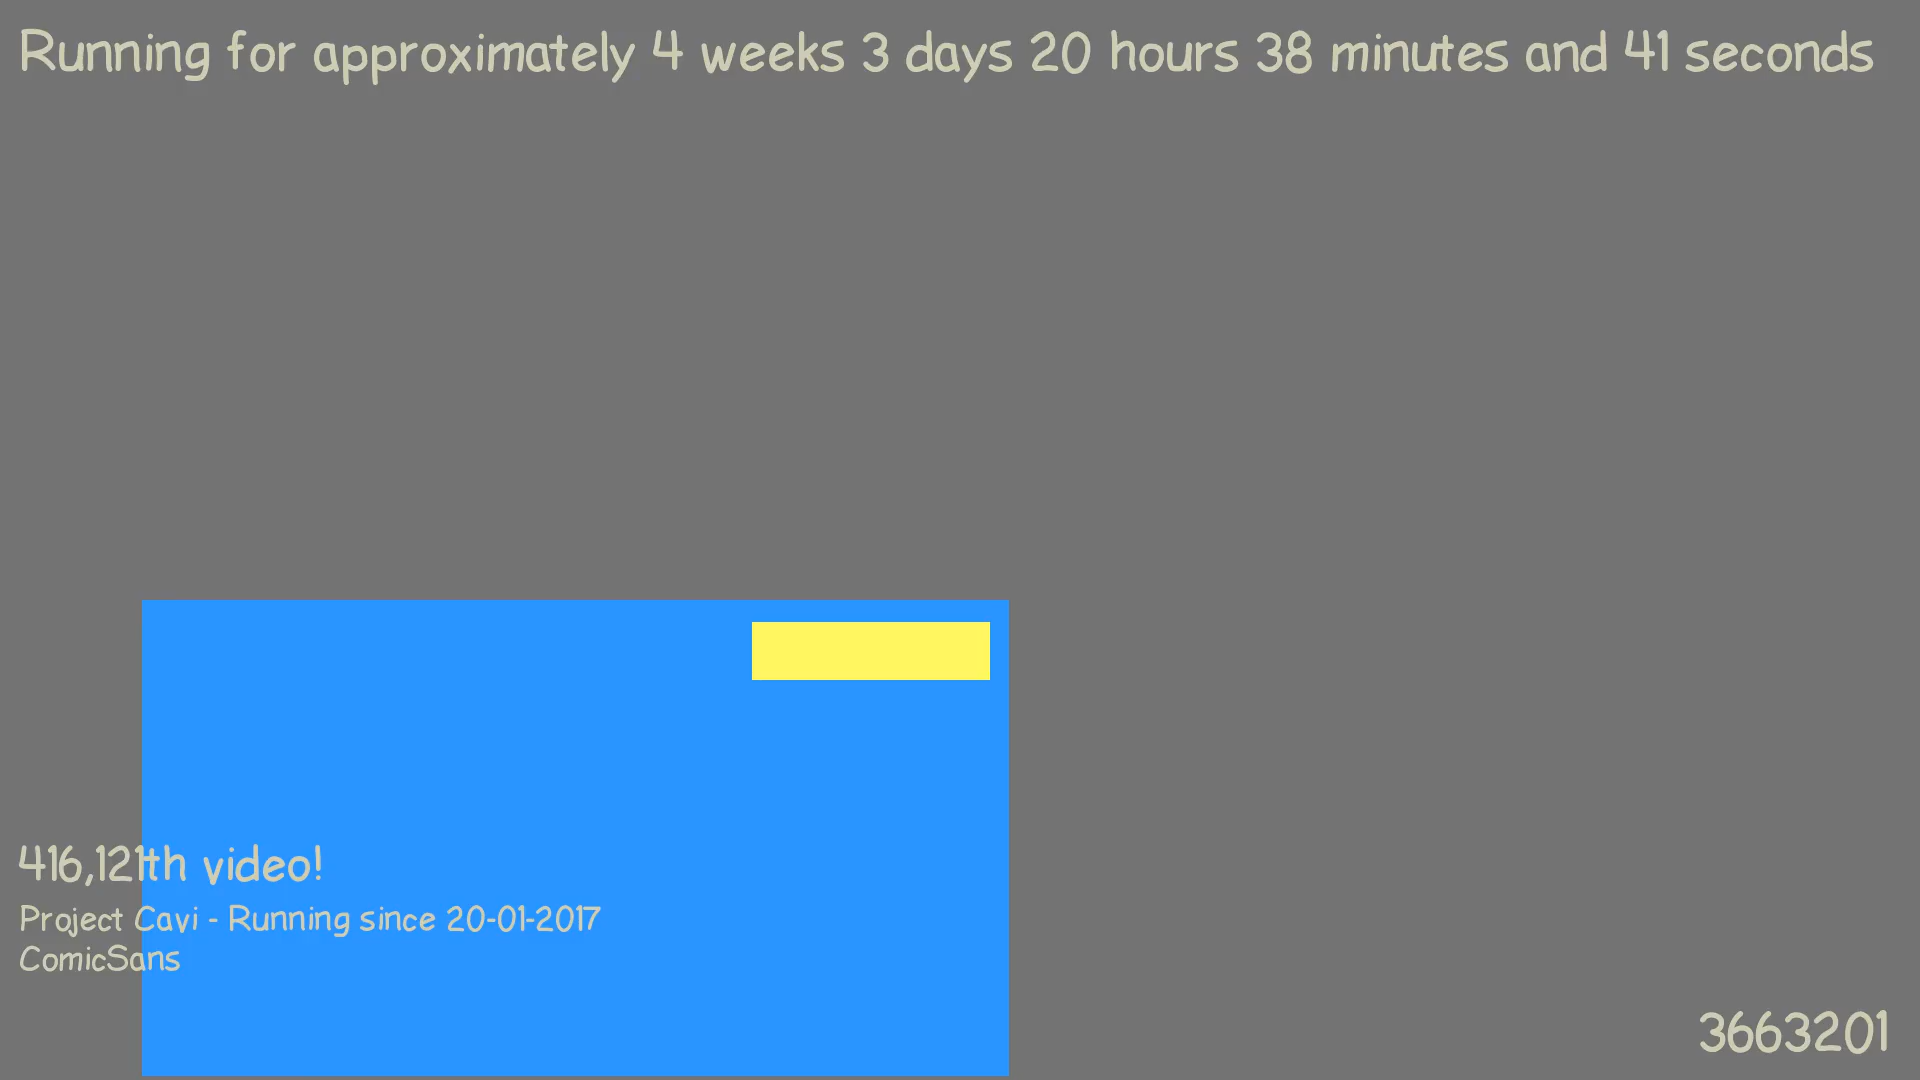 Running for approximately 4 weeks 3 days 20 hours 38 minutes and 41 seconds
416,121th video!
Project Cavi - Running since 20-01-2017
ComicSans
3663201